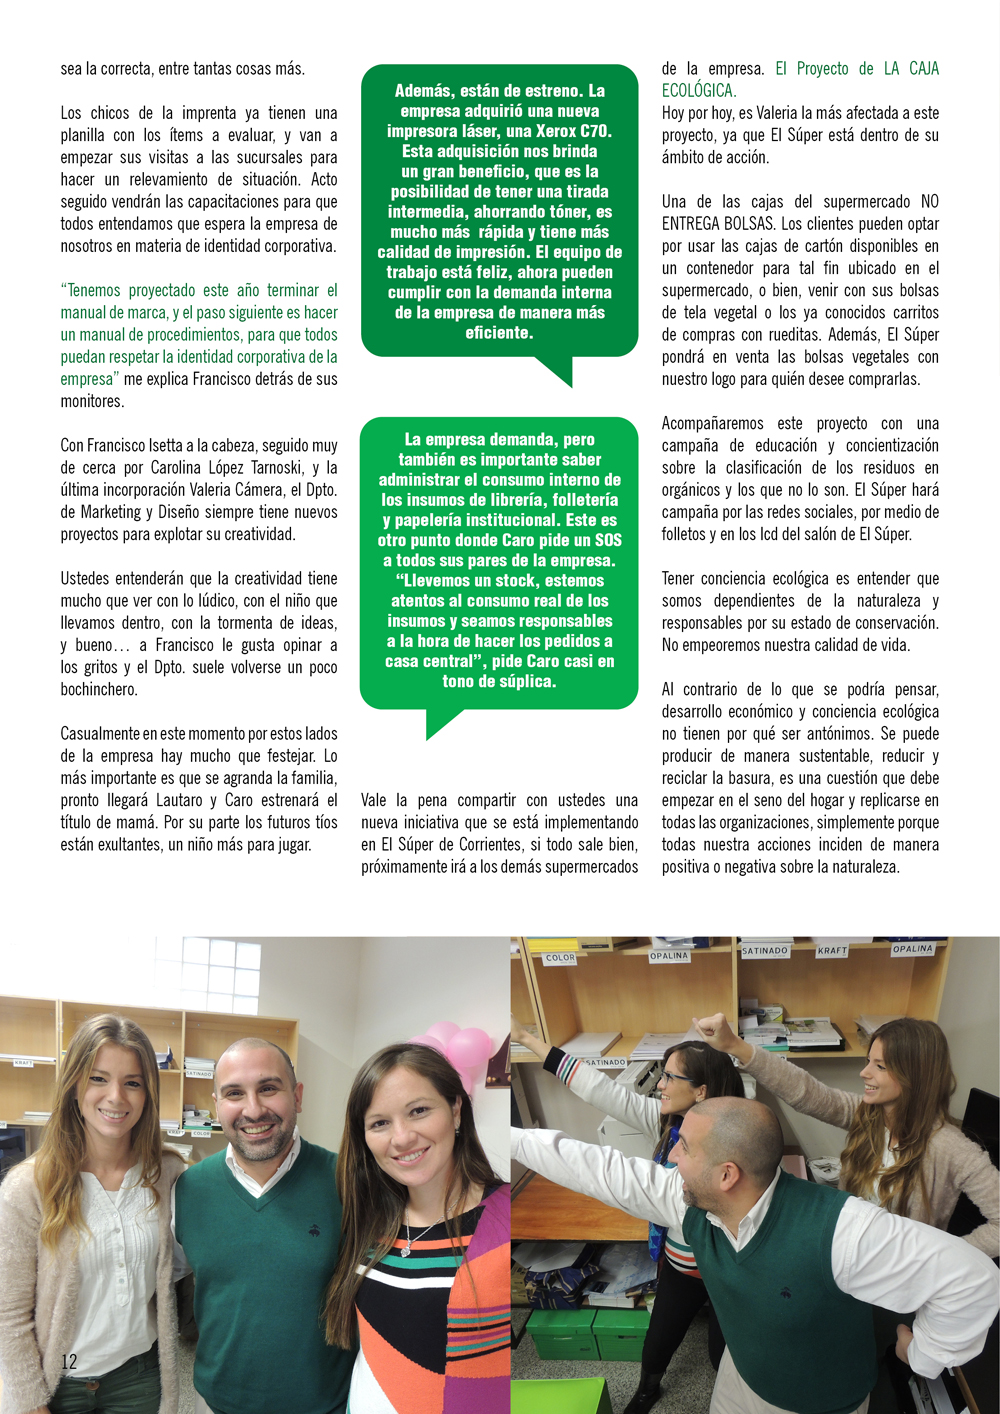 sea la correcta, entre tantas cosas más.
Los chicos de la imprenta ya tienen una
planilla con los ítems a evaluar, y van a
empezar sus visitas a las sucursales para
hacer un relevamiento de situación. Acto
seguido vendrán las capacitaciones para que
todos entendamos que espera la empresa de
nosotros en materia de identidad corporativa.
“Tenemos proyectado este año terminar el
manual de marca, y el paso siguiente es hacer
un manual de procedimientos, para que todos
puedan respetar la identidad corporativa de la
empresa” me explica Francisco detrás de sus
monitores.
Con Francisco Isetta a la cabeza, seguido muy
de cerca por Carolina López Tarnoski, y la
última incorporación Valeria Cámera, el Dpto.
de Marketing y Diseño siempre tiene nuevos
proyectos para explotar su creatividad.
Ustedes entenderán que la creatividad tiene
mucho que ver con lo lúdico, con el niño que
llevamos dentro, con la tormenta de ideas,
y bueno... a Francisco le gusta opinar a
los gritos y el Dpto. suele volverse un poco
bochinchero.
Casualmente en este momento por estos lados
de la empresa hay mucho que festejar. Lo
más importante es que se agranda la familia,
pronto llegará Lautaro y Caro estrenará el
título de mamá. Por su parte los futuros tíos
están exultantes, un niño más para jugar.
Además, están de estreno. La
empresa adquirió una nueva
impresora láser, una Xerox C70.
Esta adquisición nos brinda
un gran beneficio, que es la
posibilidad de tener una tirada
intermedia, ahorrando tóner, es
mucho más rápida y tiene más
calidad de impresión. El equipo de
trabajo está feliz, ahora pueden
cumplir con la demanda interna
de la empresa de manera más
eficiente.
La empresa demanda, pero
también es importante saber
administrar el consumo interno de
los insumos de librería, folletería
y papelería institucional. Este es
otro punto donde Caro pide un SOS
a todos sus pares de la empresa.
“Llevemos un stock, estemos
atentos al consumo real de los
insumos y seamos responsables
a la hora de hacer los pedidos a
casa central”, pide Caro casi en
tono de súplica.
Vale la pena compartir con ustedes una
nueva iniciativa que se está implementando
en El Súper de Corrientes, si todo sale bien,
próximamente irá a los demás supermercados
de la empresa. El Proyecto de LA CAJA
ECOLÓGICA.
Hoy por hoy, es Valeria la más afectada a este
proyecto, ya que El Súper está dentro de su
ámbito de acción.
Una de las cajas del supermercado NO
ENTREGA BOLSAS. Los clientes pueden optar
por usar las cajas de cartón disponibles en
un contenedor para tal fin ubicado en el
supermercado, o bien, venir con sus bolsas
de tela vegetal o los ya conocidos carritos
de compras con rueditas. Además, El Súper
pondrá en venta las bolsas vegetales con
nuestro logo para quién desee comprarlas.
Acompañaremos este proyecto con una
campaña de educación y concientización
sobre la clasificación de los residuos en
orgánicos y los que no lo son. El Súper hará
campaña por las redes sociales, por medio de
folletos y en los lcd del salón de El Súper.
Tener conciencia ecológica es entender que
somos dependientes de la naturaleza y
responsables por su estado de conservación.
No empeoremos nuestra calidad de vida.
Al contrario de lo que se podría pensar,
desarrollo económico y conciencia ecológica
no tienen por qué ser antónimos. Se puede
producir de manera sustentable, reducir y
reciclar la basura, es una cuestión que debe
empezar en el seno del hogar y replicarse en
todas las organizaciones, simplemente porque
todas nuestra acciones inciden de manera
positiva o negativa sobre la naturaleza.
KRAFT
SATINADO
KRAFT
COLOR
COLOR
OPALINA
SATINADO
KRAFT
OPALINA
SATINADO
12